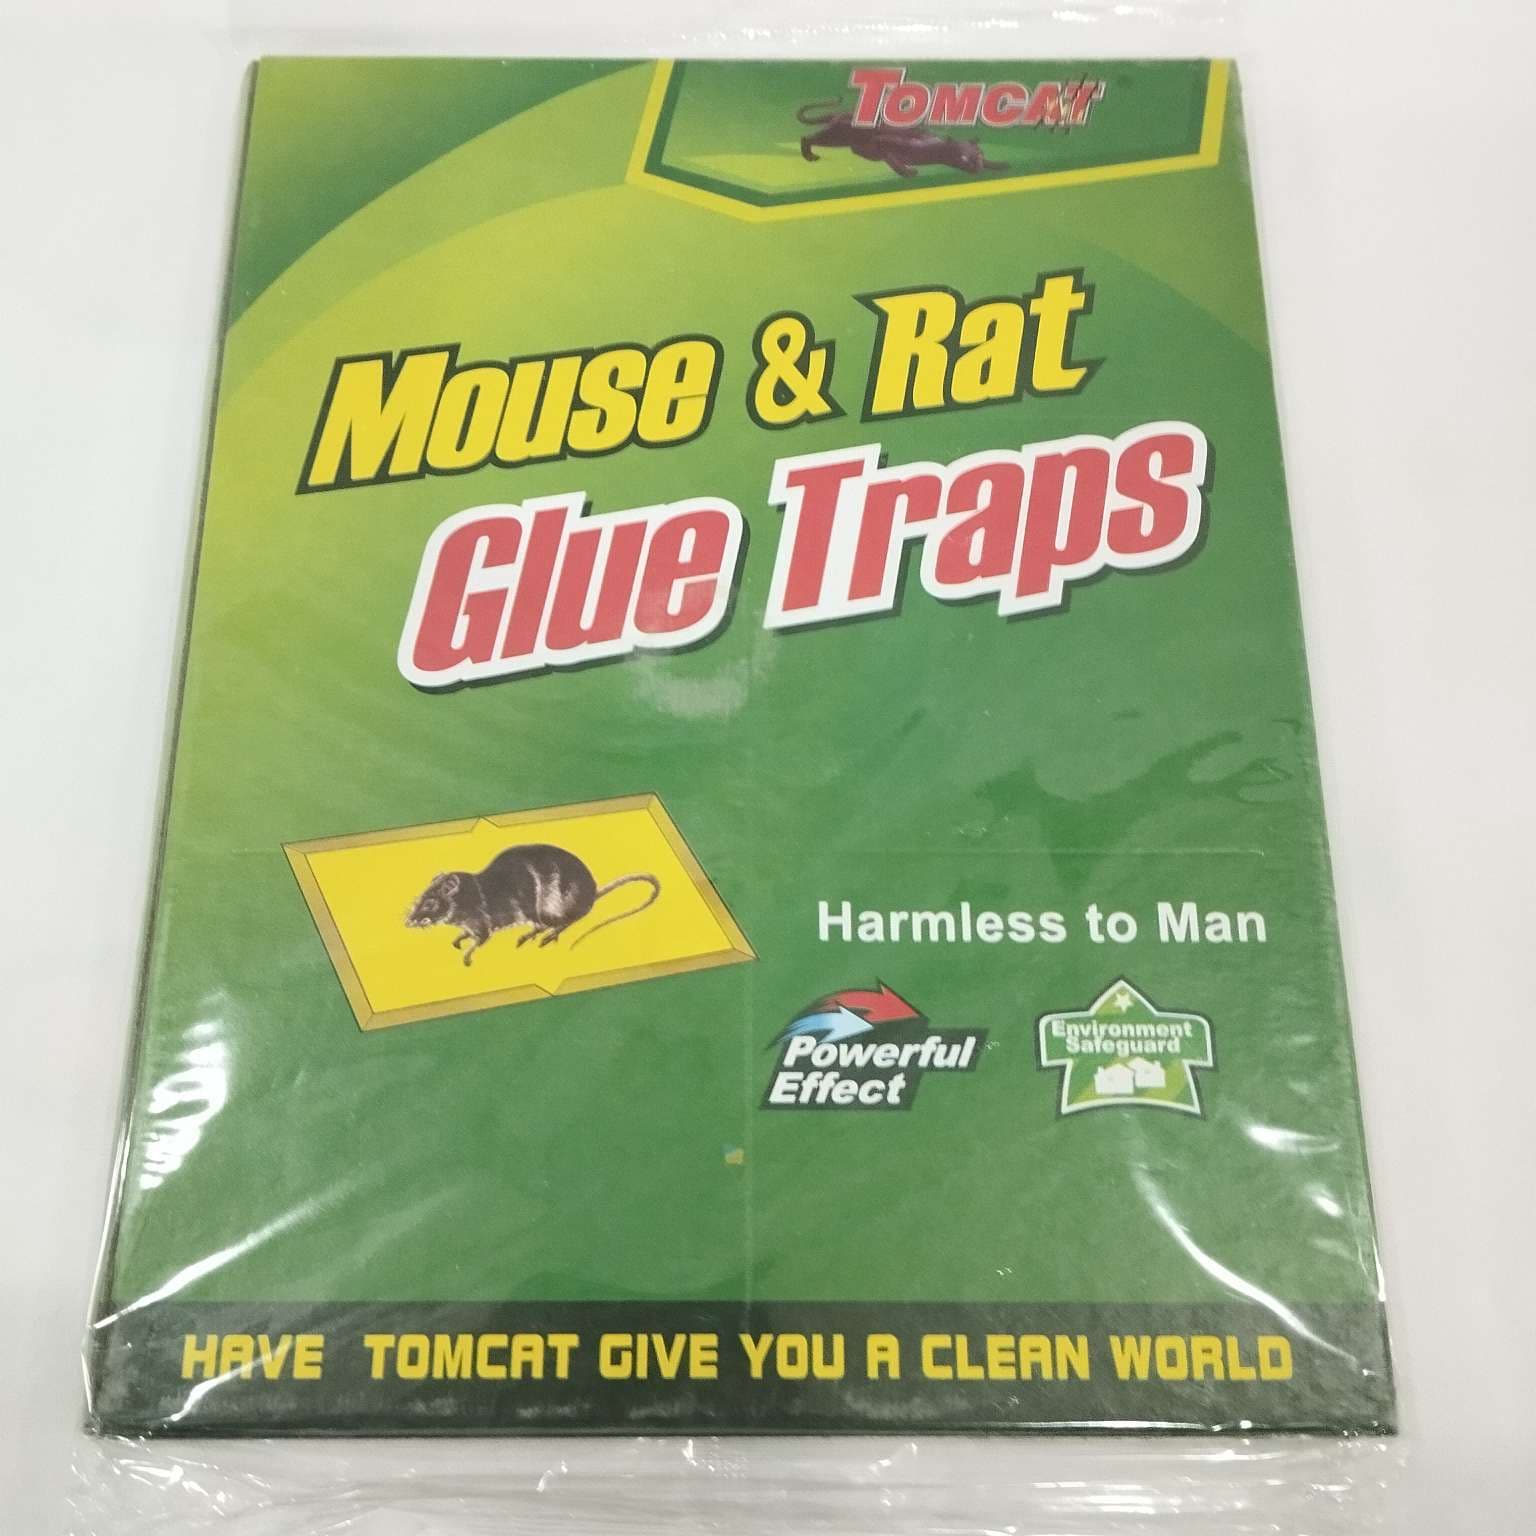 TOMCAT
Mouse & Rat
Glue Traps
Harmless to Man
Powerful
Effect
Environment
Safeguard
HAVE TOMCAT GIVE YOU A CLEAN WORLD